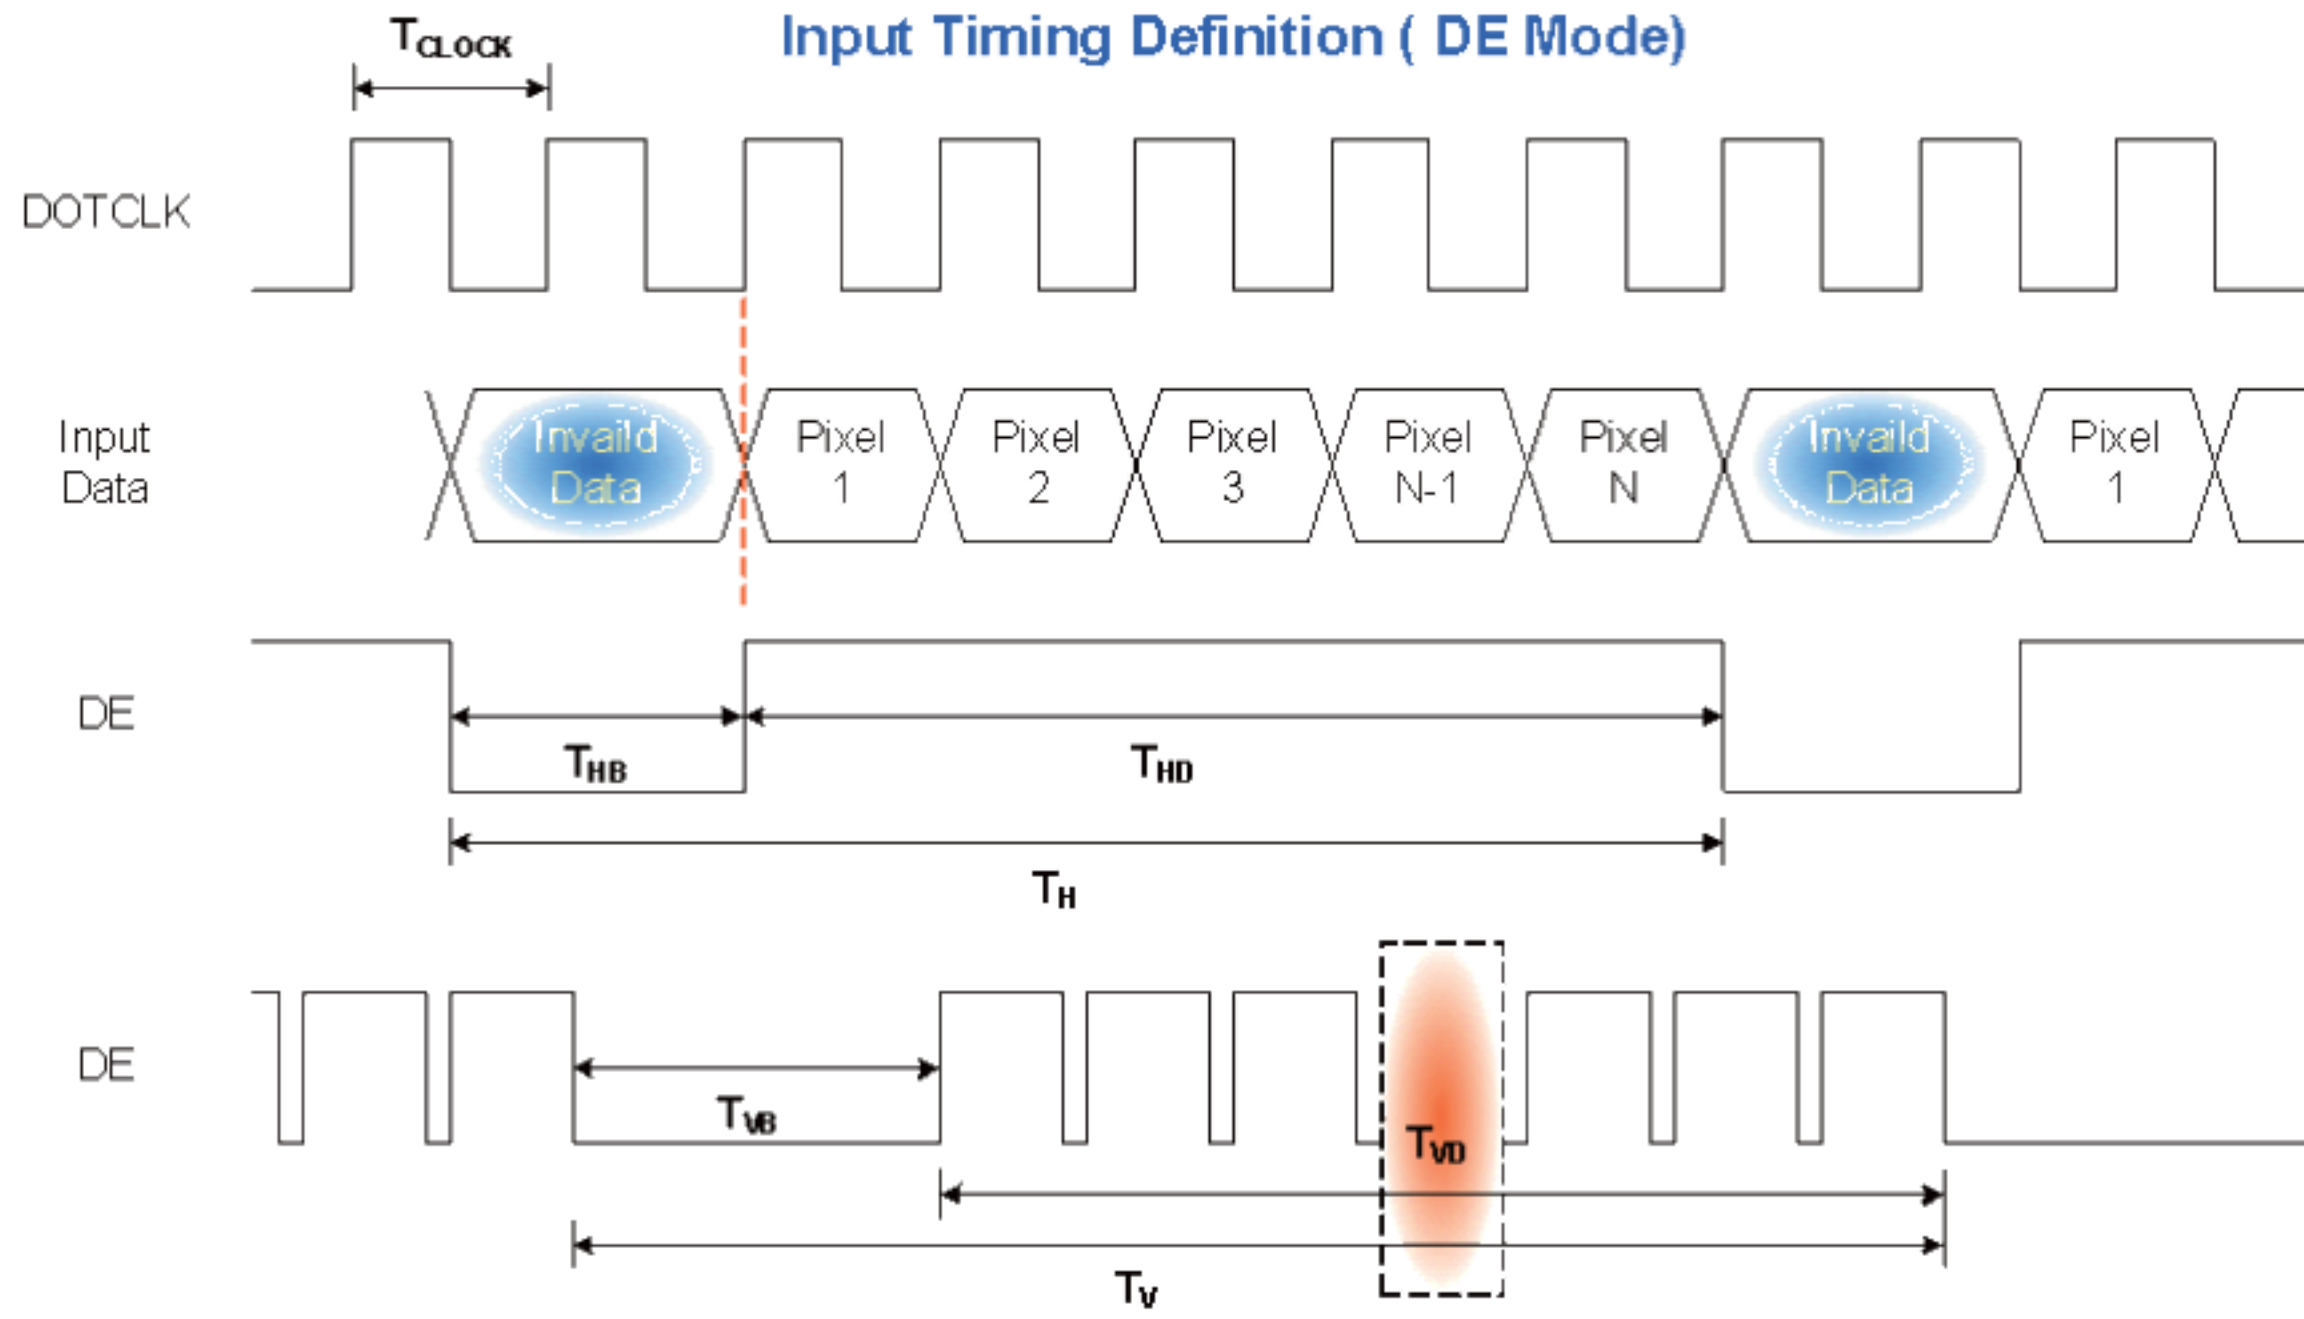 Input Timing Definition ( DE Mode)
TCLOCK
DOTCLK
Input
Data
Invaild
Data
Pixel
1
Pixel
2
Pixel
3
Pixel
N-1
Pixel
N
Invaild
Data
Pixel
1
DE
THB
THD
TH
DE
TVB
TVD
TV